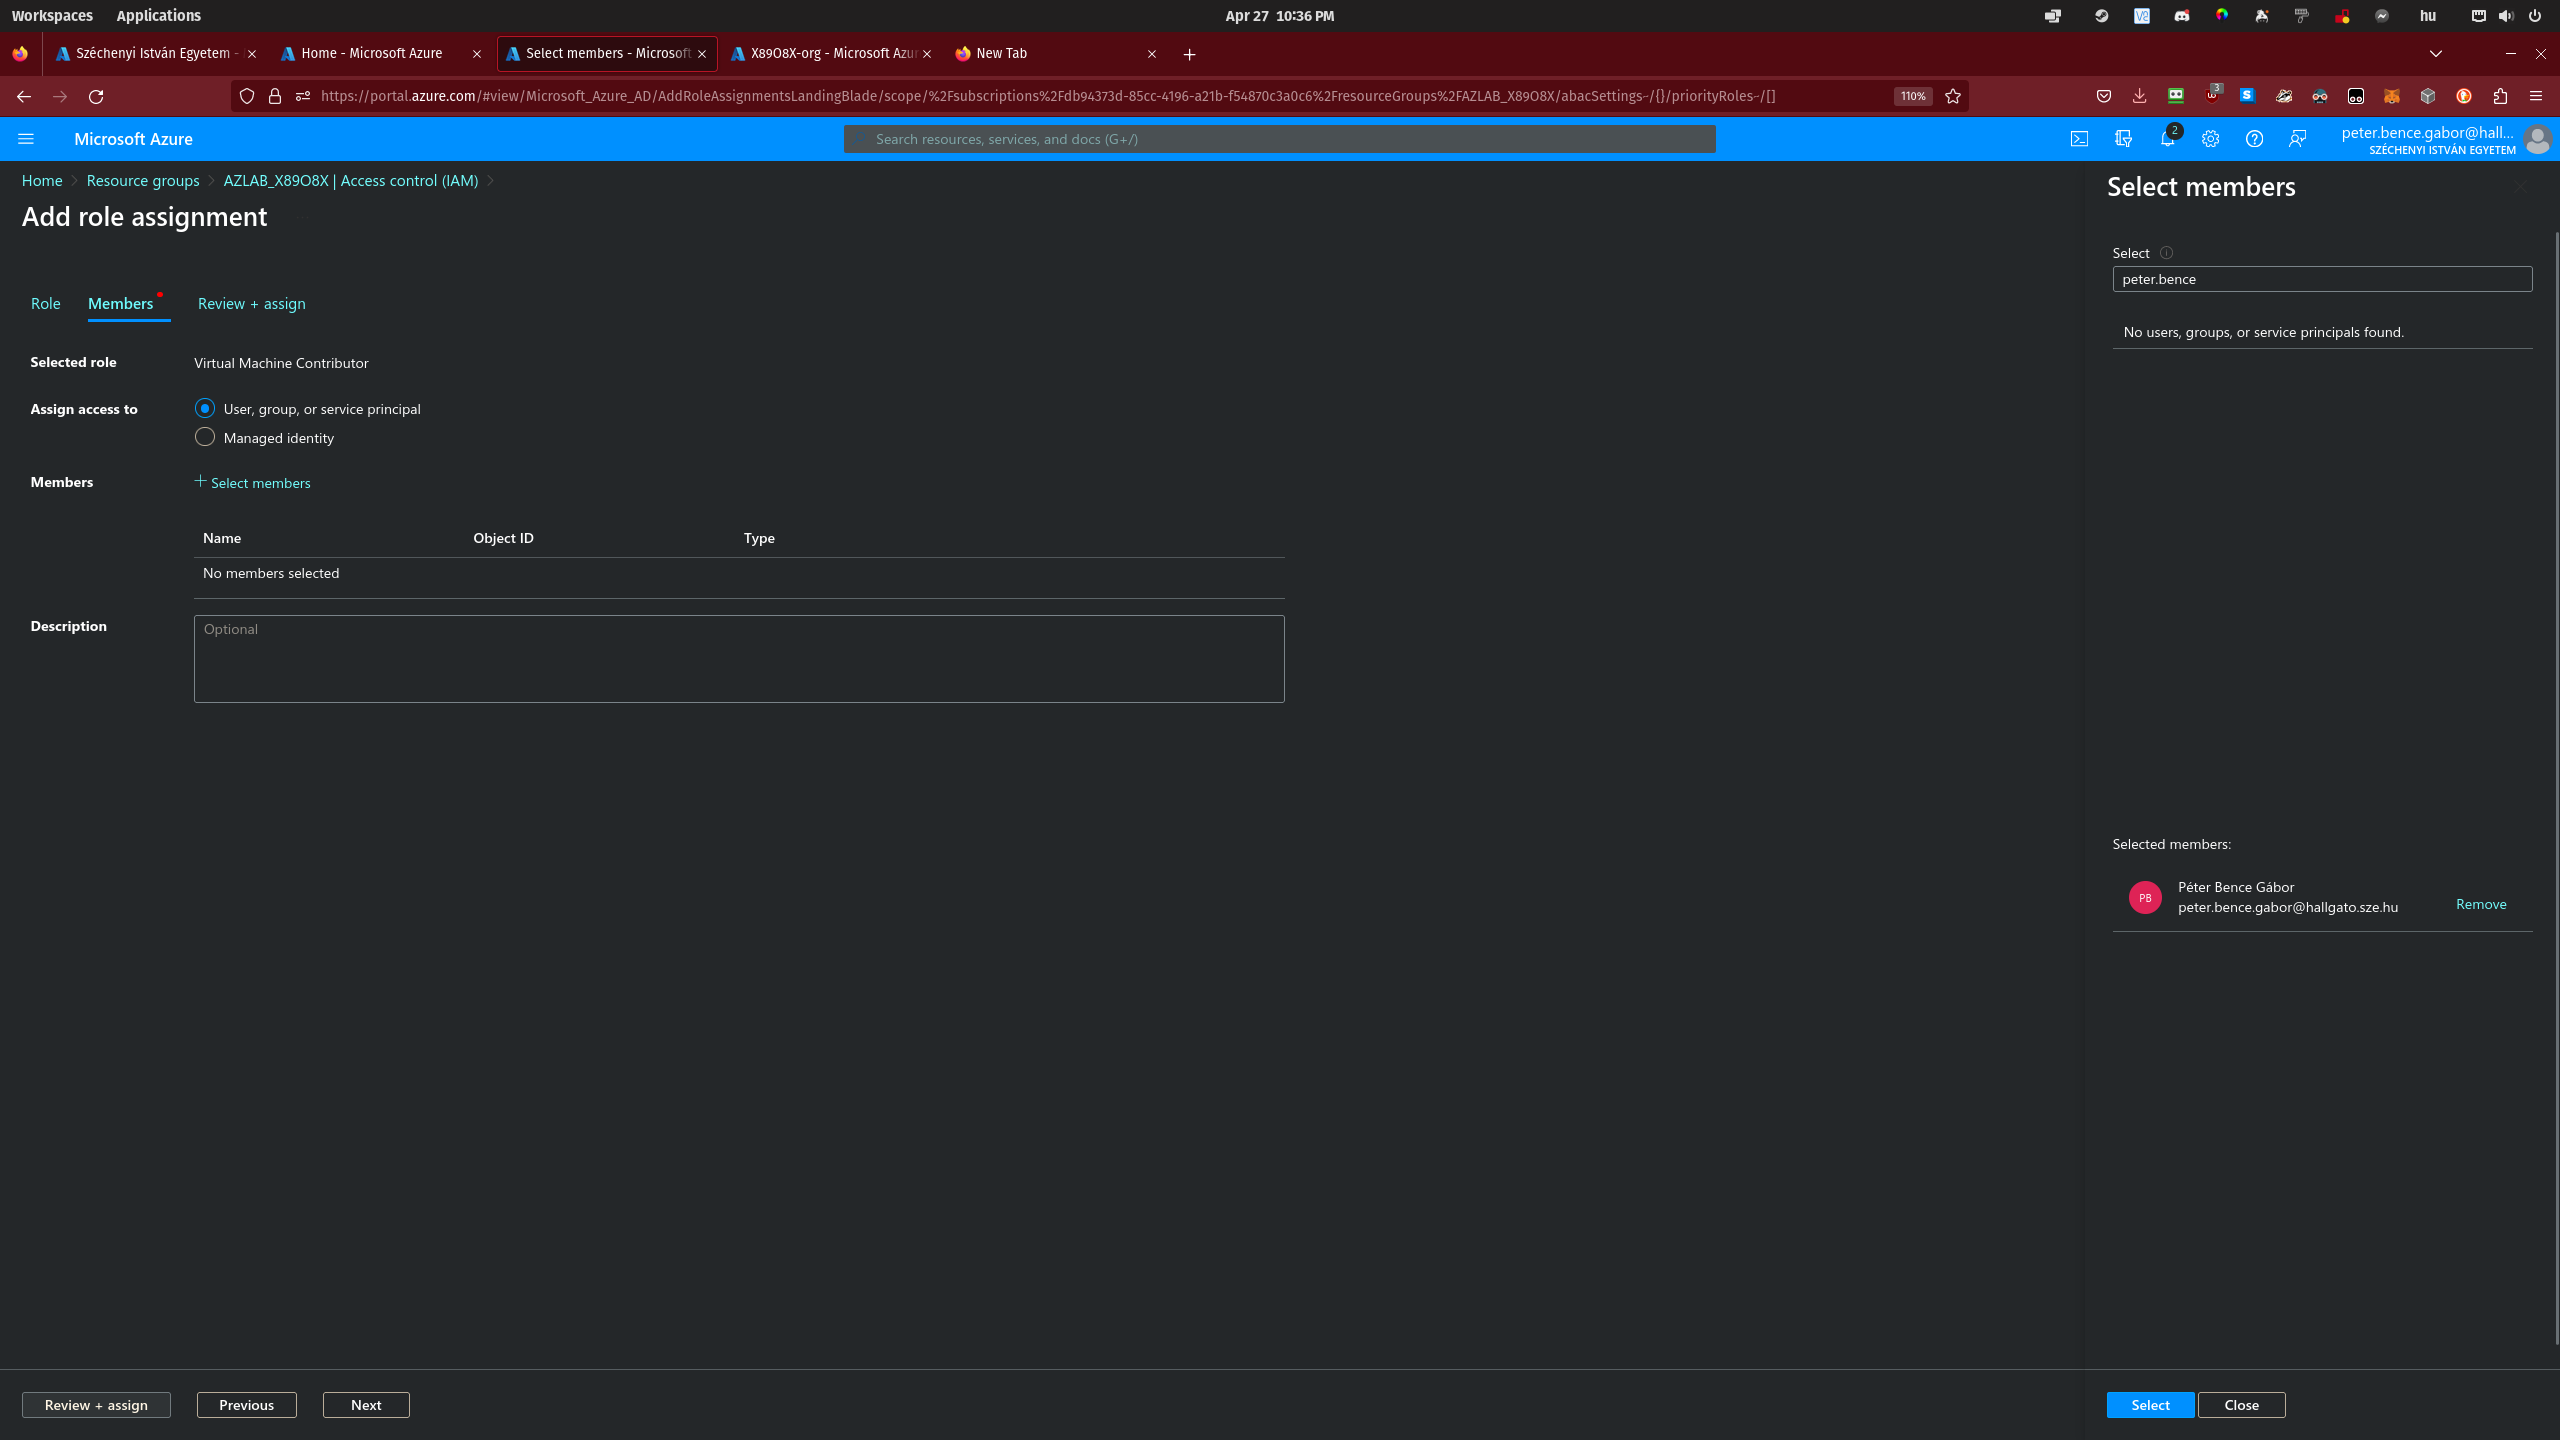 Workspaces Applications Apr 27 10:36 PM hu
Széchenyi István Egyetem - Home - Microsoft Azure Select members - Microsoft X89O8X-org - Microsoft Azur New Tab
https://portal.azure.com/#view/Microsoft_Azure_AD/AddRoleAssignmentsLandingBlade/scope/%2Fsubscriptions%2Fdb94373d-85cc-4196-a21b-f54870c3a0c6%2FresourceGroups%2FAZLAB_X89O8X/abacSettings~/{}/priorityRoles~/[] 110% 3
Microsoft Azure Search resources, services, and docs (G+/) 2 peter.bence.gabor@hall...
SZÉCHENYI ISTVÁN EGYETEM
Home Resource groups AZLAB_X89O8X | Access control (IAM)
Add role assignment
Role Members Review + assign
Selected role Virtual Machine Contributor
Assign access to User, group, or service principal
Managed identity
Members + Select members
Name Object ID Type
No members selected
Description Optional
Review + assign Previous Next
Select members
Select
peter.bence
No users, groups, or service principals found.
Selected members:
PB Péter Bence Gábor
peter.bence.gabor@hallgato.sze.hu Remove
Select Close